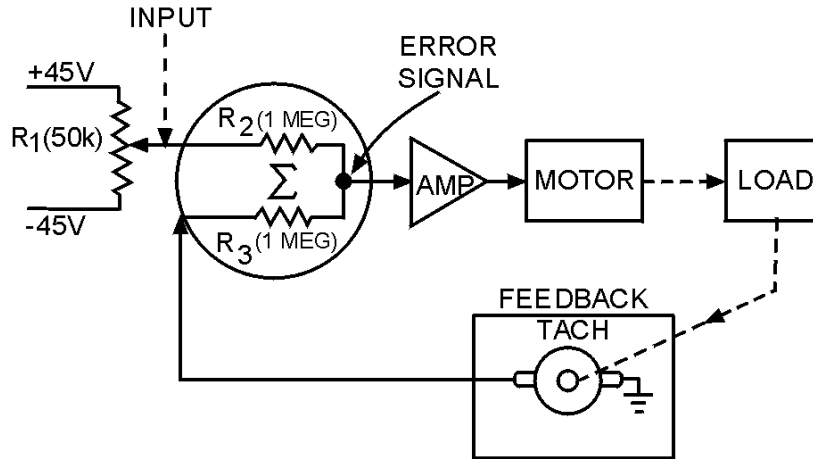 INPUT
ERROR
SIGNAL
+45V
R1(50k)
-45V
R2(1 MEG)
Σ
R3(1 MEG)
AMP
MOTOR
LOAD
FEEDBACK
TACH